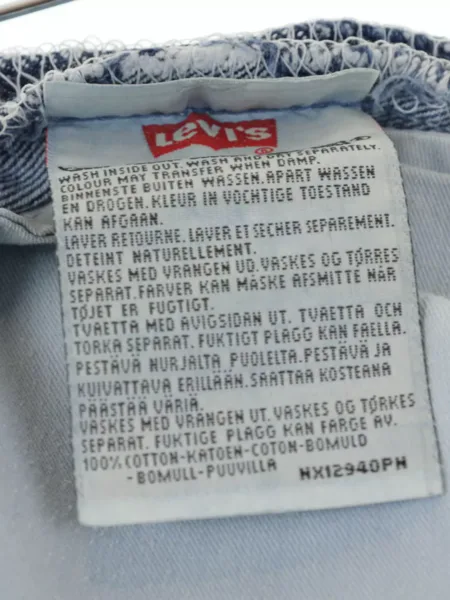 Levi's ®
WASH INSIDE OUT. WASH AND DRY SEPARATELY.
COLOUR MAY TRANSFER WHEN DAMP.
BINNENSTE BUITEN WASSEN. APART WASSEN
EN DROGEN. KLEUR IN VOCHTIGE TOESTAND
KAN AFGAAN.
LAVER RETOURNE. LAVER ET SECHER SEPAREMENT.
DETEINT NATURELLEMENT.
VASKES MED VRANGEN UD. VASKES OG TØRRES
SEPARAT. FARVER KAN MÅSKE AFSMITTE NÅR
TØJET ER FUGTIGT.
TVAETTA MED AVIGSIDAN UT. TVAETTA OCH
TORKA SEPARAT. FUKTIGT PLAGG KAN FAELLA.
PESTÄVÄ NURJALTA PUOLELTA. PESTÄVÄ JA
KUIVATTAVA ERILLÄÄN. SAATTAA KOSTEANA
PÄÄSTÄÄ VÄRIÄ.
VASKES MED VRANGEN UT. VASKES OG TØRKES
SEPARAT. FUKTIGE PLAGG KAN FARGE AV.
100% COTTON-KATOEN-COTON-BOMULD
-BOMULL-PUUVILLA HX12940PH